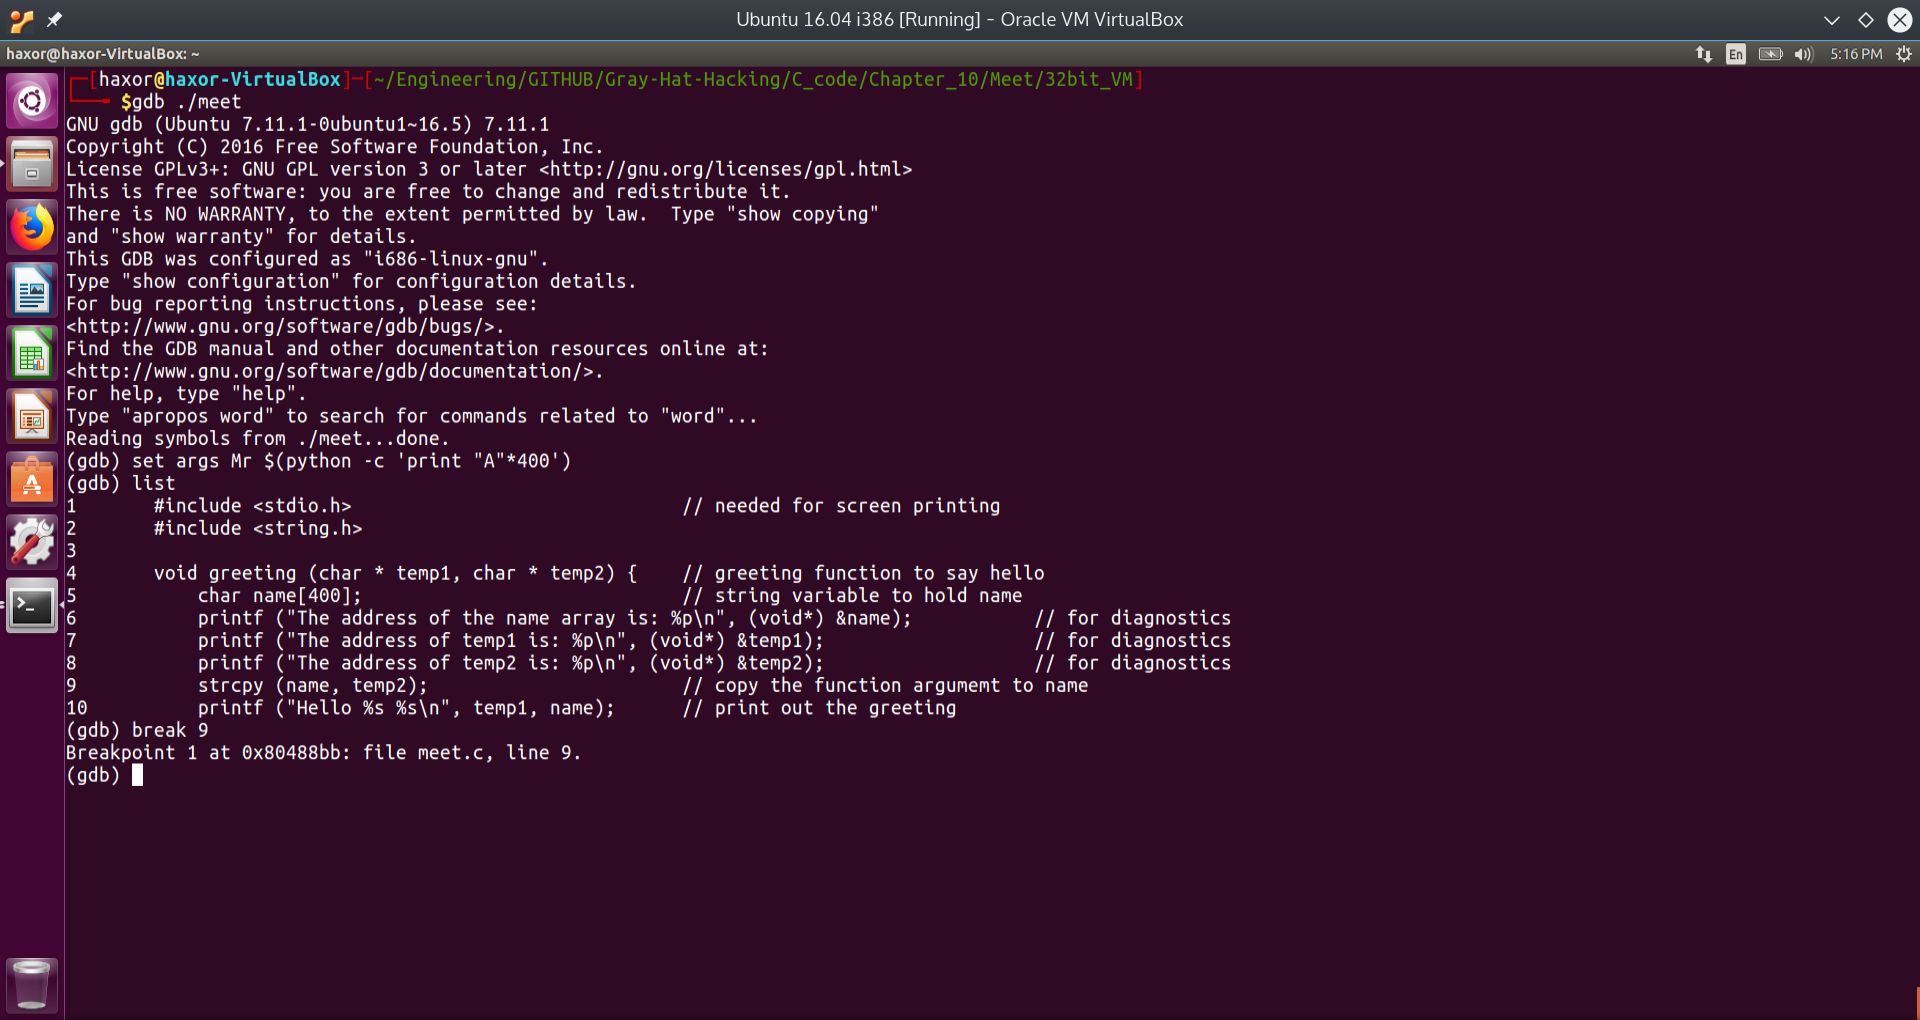 Ubuntu 16.04 i386 [Running] - Oracle VM VirtualBox
haxor@haxor-VirtualBox: ~
En
5:16 PM
[haxor@haxor-VirtualBox]-[~/Engineering/GITHUB/Gray-Hat-Hacking/C_code/Chapter_10/Meet/32bit_VM]
$gdb ./meet
GNU gdb (Ubuntu 7.11.1-0ubuntu1~16.5) 7.11.1
Copyright (C) 2016 Free Software Foundation, Inc.
License GPLv3+: GNU GPL version 3 or later <http://gnu.org/licenses/gpl.html>
This is free software: you are free to change and redistribute it.
There is NO WARRANTY, to the extent permitted by law.  Type "show copying"
and "show warranty" for details.
This GDB was configured as "i686-linux-gnu".
Type "show configuration" for configuration details.
For bug reporting instructions, please see:
<http://www.gnu.org/software/gdb/bugs/>.
Find the GDB manual and other documentation resources online at:
<http://www.gnu.org/software/gdb/documentation/>.
For help, type "help".
Type "apropos word" to search for commands related to "word"...
Reading symbols from ./meet...done.
(gdb) set args Mr $(python -c 'print "A"*400')
(gdb) list
1       #include <stdio.h>                              // needed for screen printing
2       #include <string.h>
3
4       void greeting (char * temp1, char * temp2) {    // greeting function to say hello
5           char name[400];                             // string variable to hold name
6           printf ("The address of the name array is: %p\n", (void*) &name);           // for diagnostics
7           printf ("The address of temp1 is: %p\n", (void*) &temp1);                   // for diagnostics
8           printf ("The address of temp2 is: %p\n", (void*) &temp2);                   // for diagnostics
9           strcpy (name, temp2);                       // copy the function argumemt to name
10          printf ("Hello %s %s\n", temp1, name);      // print out the greeting
(gdb) break 9
Breakpoint 1 at 0x80488bb: file meet.c, line 9.
(gdb)